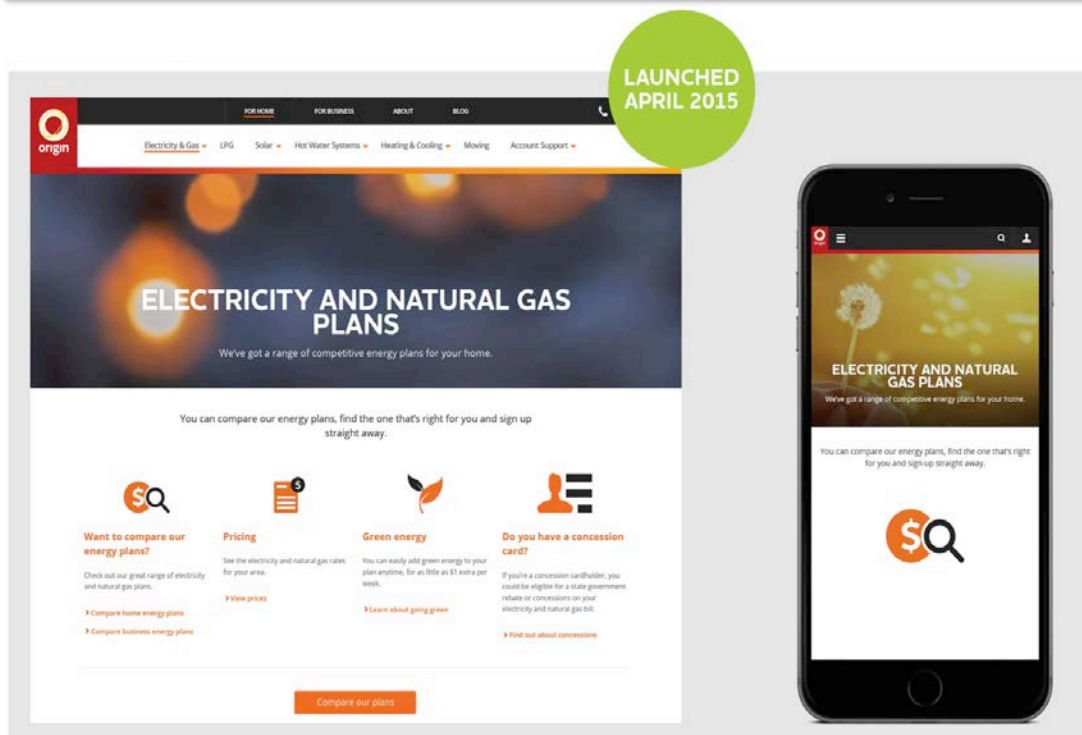 LAUNCHED
APRIL 2015
FOR HOME FOR BUSINESS ABOUT BLOG
origin
Electricity & Gas LPG Solar Hot Water Systems Heating & Cooling Moving Account Support
ELECTRICITY AND NATURAL GAS
PLANS
We've got a range of competitive energy plans for your home.
You can compare our energy plans, find the one that's right for you and sign up
straight away.
Want to compare our
energy plans?
Check out our great range of electricity
and natural gas plans.
> Compare home energy plans
> Compare business energy plans
Pricing
See the electricity and natural gas rates
for your area.
> View prices
Green energy
You can easily add green energy to your
plan anytime, for as little as $1 extra per
week.
> Learn about going green
Do you have a concession
card?
If you're a concession cardholder, you
could be eligible for a state government
rebate or concessions on your
electricity and natural gas bill.
> Find out about concessions
Compare our plans
origin
ELECTRICITY AND NATURAL
GAS PLANS
We've got a range of competitive energy plans for your home.
You can compare our energy plans, find the one that's right
for you and sign up straight away.